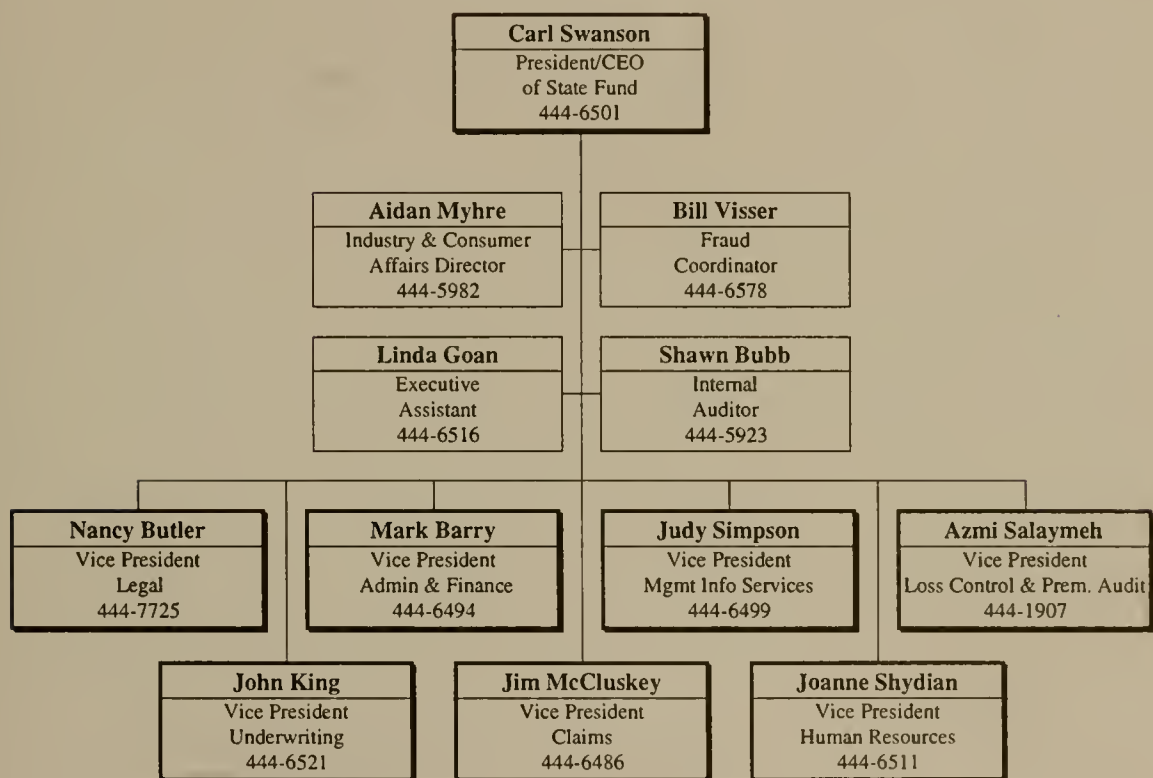 Carl Swanson
President/CEO
of State Fund
444-6501
Aidan Myhre
Industry & Consumer
Affairs Director
444-5982
Bill Visser
Fraud
Coordinator
444-6578
Linda Goan
Executive
Assistant
444-6516
Shawn Bubb
Internal
Auditor
444-5923
Nancy Butler
Vice President
Legal
444-7725
Mark Barry
Vice President
Admin & Finance
444-6494
Judy Simpson
Vice President
Mgmt Info Services
444-6499
Azmi Salaymeh
Vice President
Loss Control & Prem. Audit
444-1907
John King
Vice President
Underwriting
444-6521
Jim McCluskey
Vice President
Claims
444-6486
Joanne Shydian
Vice President
Human Resources
444-6511